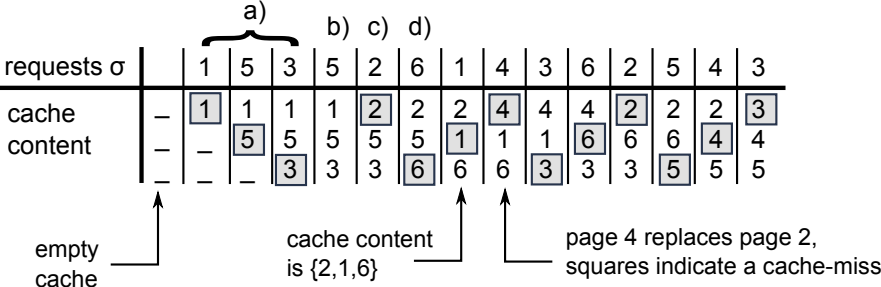 a)
b) c) d)
requests σ 1 5 3 5 2 6 1 4 3 6 2 5 4 3
cache _ 1 1 1 1 2 2 2 4 4 4 2 2 2 3
content _ _ 5 5 5 5 5 1 1 1 6 6 6 4 4
_ _ _ 3 3 3 6 6 6 3 3 3 5 5 5
empty
cache
cache content
is {2,1,6}
page 4 replaces page 2,
squares indicate a cache-miss